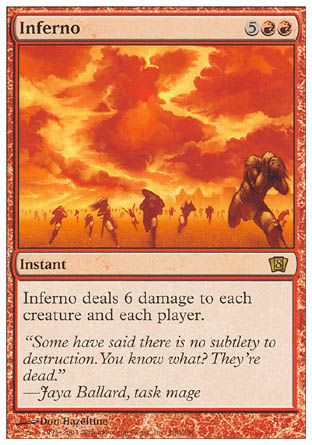 Inferno 5
Instant
Inferno deals 6 damage to each
creature and each player.
“Some have said there is no subtlety to
destruction. You know what? They’re
dead.”
—Jaya Ballard, task mage
Don Hazeltine